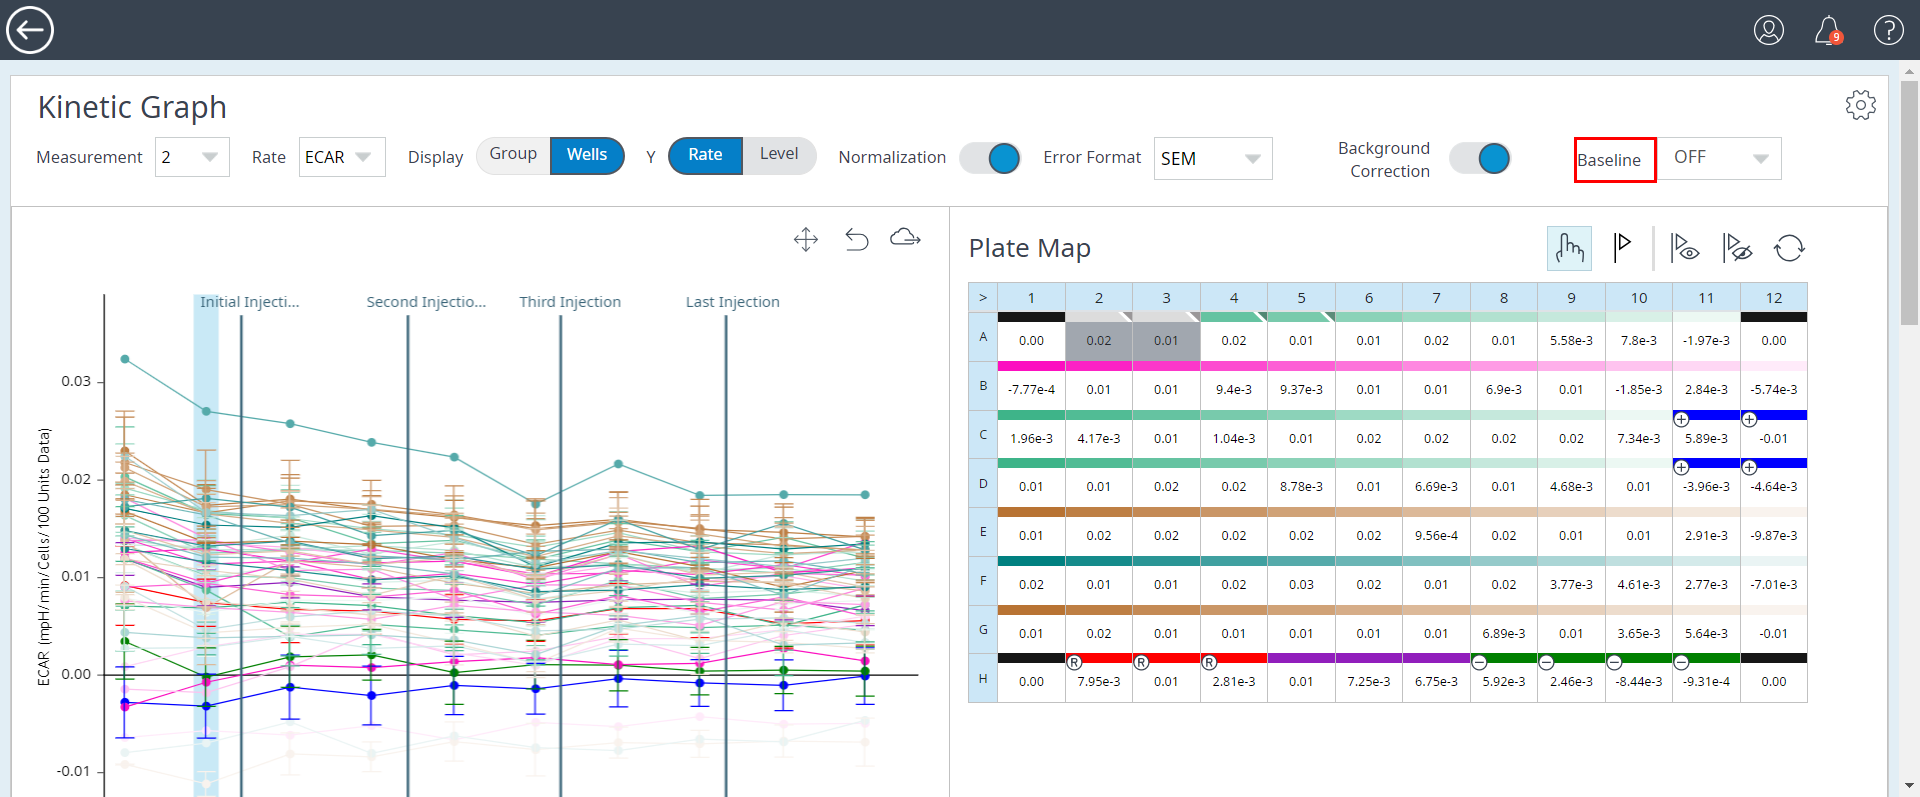 9 ?
Kinetic Graph
Measurement 2 Rate ECAR Display Group Wells Y Rate Level Normalization Error Format SEM Background Correction Baseline OFF
Plate Map
Initial Injecti... Second Injectio... Third Injection Last Injection
ECAR (mpH/min/Cells/100 Units Data)
0.03
0.02
0.01
0.00
-0.01
> 1 2 3 4 5 6 7 8 9 10 11 12
A 0.00 0.02 0.01 0.02 0.01 0.01 0.02 0.01 5.58e-3 7.8e-3 -1.97e-3 0.00
B -7.77e-4 0.01 0.01 9.4e-3 9.37e-3 0.01 0.01 6.9e-3 0.01 -1.85e-3 2.84e-3 -5.74e-3
C 1.96e-3 4.17e-3 0.01 1.04e-3 0.01 0.02 0.02 0.02 0.02 7.34e-3 5.89e-3 -0.01
D 0.01 0.01 0.02 0.02 8.78e-3 0.01 6.69e-3 0.01 4.68e-3 0.01 -3.96e-3 -4.64e-3
E 0.01 0.02 0.02 0.02 0.02 0.02 9.56e-4 0.02 0.01 0.01 2.91e-3 -9.87e-3
F 0.02 0.01 0.01 0.02 0.03 0.02 0.01 0.02 3.77e-3 4.61e-3 2.77e-3 -7.01e-3
G 0.01 0.02 0.01 0.01 0.01 0.01 0.01 6.89e-3 0.01 3.65e-3 5.64e-3 -0.01
R R R
H 0.00 7.95e-3 0.01 2.81e-3 0.01 7.25e-3 6.75e-3 5.92e-3 2.46e-3 -8.44e-3 -9.31e-4 0.00